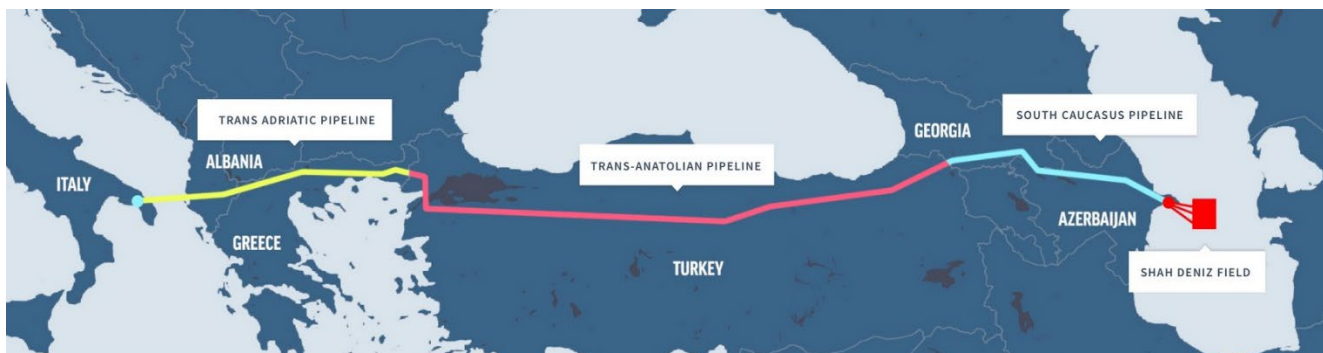 TRANS ADRIATIC PIPELINE
ALBANIA
ITALY
GREECE
TRANS-ANATOLIAN PIPELINE
TURKEY
GEORGIA
SOUTH CAUCASUS PIPELINE
AZERBAIJAN
SHAH DENIZ FIELD